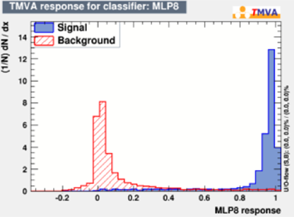 TMVA response for classifier: MLP8
TMVA
(1/N) dN / dx
Signal
Background
14
12
10
8
6
4
2
0
-0.2 0 0.2 0.4 0.6 0.8 1
MLP8 response
U/O-flow (S,B): (0.0, 0.0)% / (0.0, 0.0)%